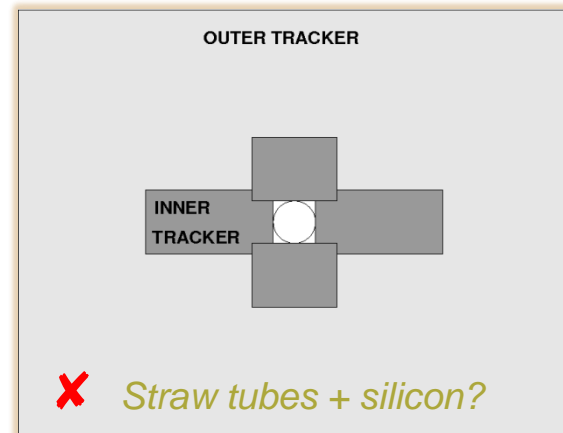 OUTER TRACKER
INNER
TRACKER
✘ Straw tubes + silicon?